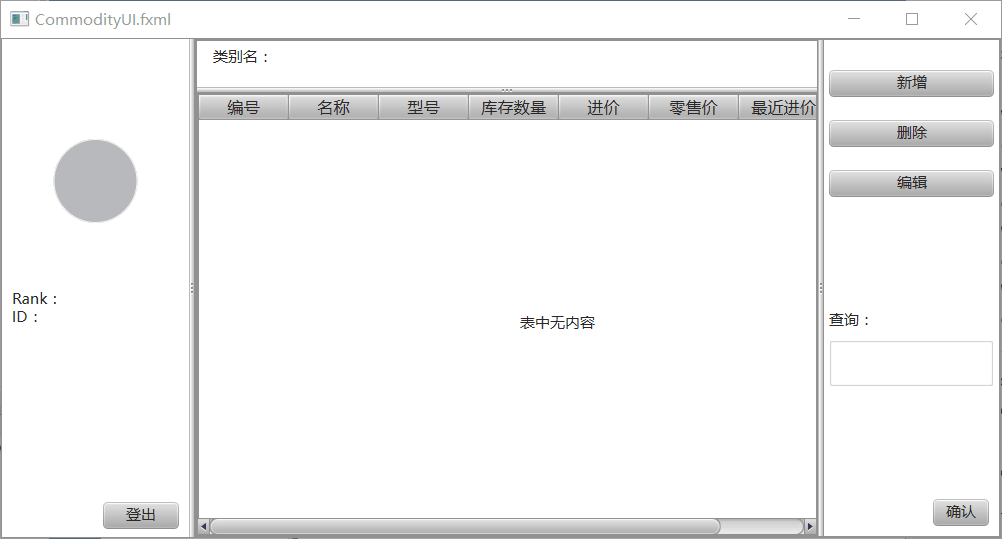 CommodityUI.fxml
类别名：
编号 名称 型号 库存数量 进价 零售价 最近进价
新增
删除
编辑
Rank：
ID：
表中无内容
查询：
登出
确认